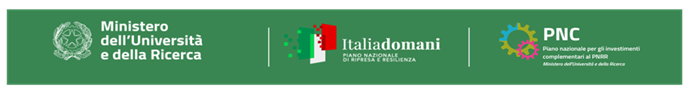 Ministero
dell'Università
e della Ricerca
Italiadomani
PIANO NAZIONALE
DI RIPRESA E RESILIENZA
PNC
Piano nazionale per gli investimenti
complementari al PNRR
Ministero dell'Università e della Ricerca